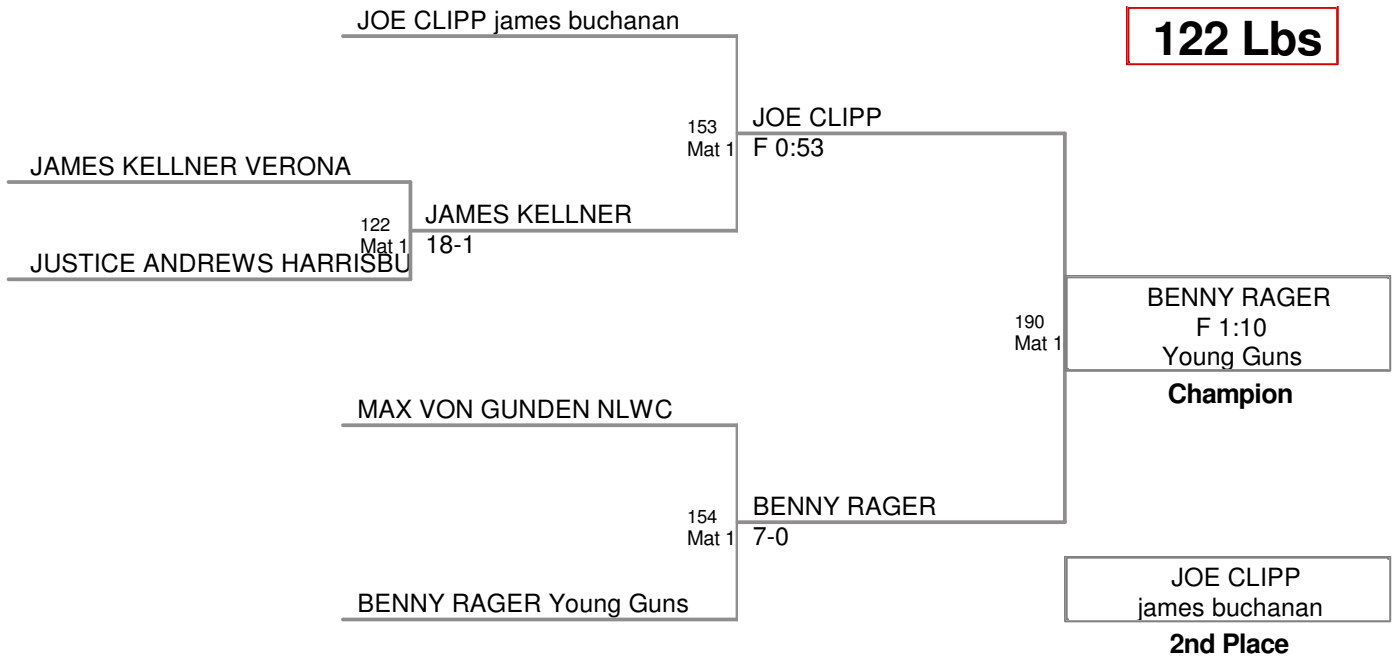 JOE CLIPP james buchanan
122 Lbs
153
Mat 1
JOE CLIPP
F 0:53
JAMES KELLNER VERONA
122
Mat 1
JAMES KELLNER
18-1
JUSTICE ANDREWS HARRISBU
190
Mat 1
BENNY RAGER
F 1:10
Young Guns
Champion
MAX VON GUNDEN NLWC
154
Mat 1
BENNY RAGER
7-0
BENNY RAGER Young Guns
JOE CLIPP
james buchanan
2nd Place